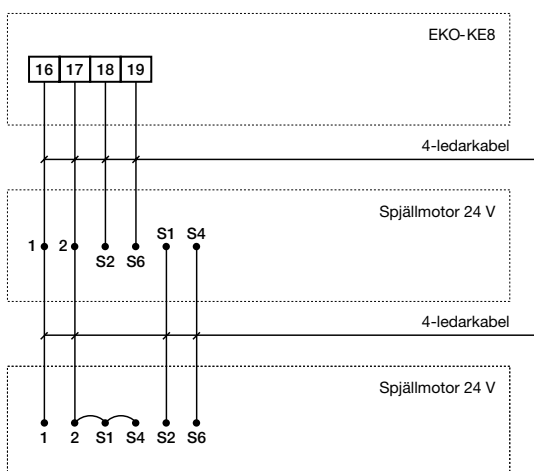 EKO-KE8
16 17 18 19
4-ledarkabel
Spjällmotor 24 V
S1 S4
1 2
S2 S6
4-ledarkabel
Spjällmotor 24 V
1 2 S1 S4 S2 S6